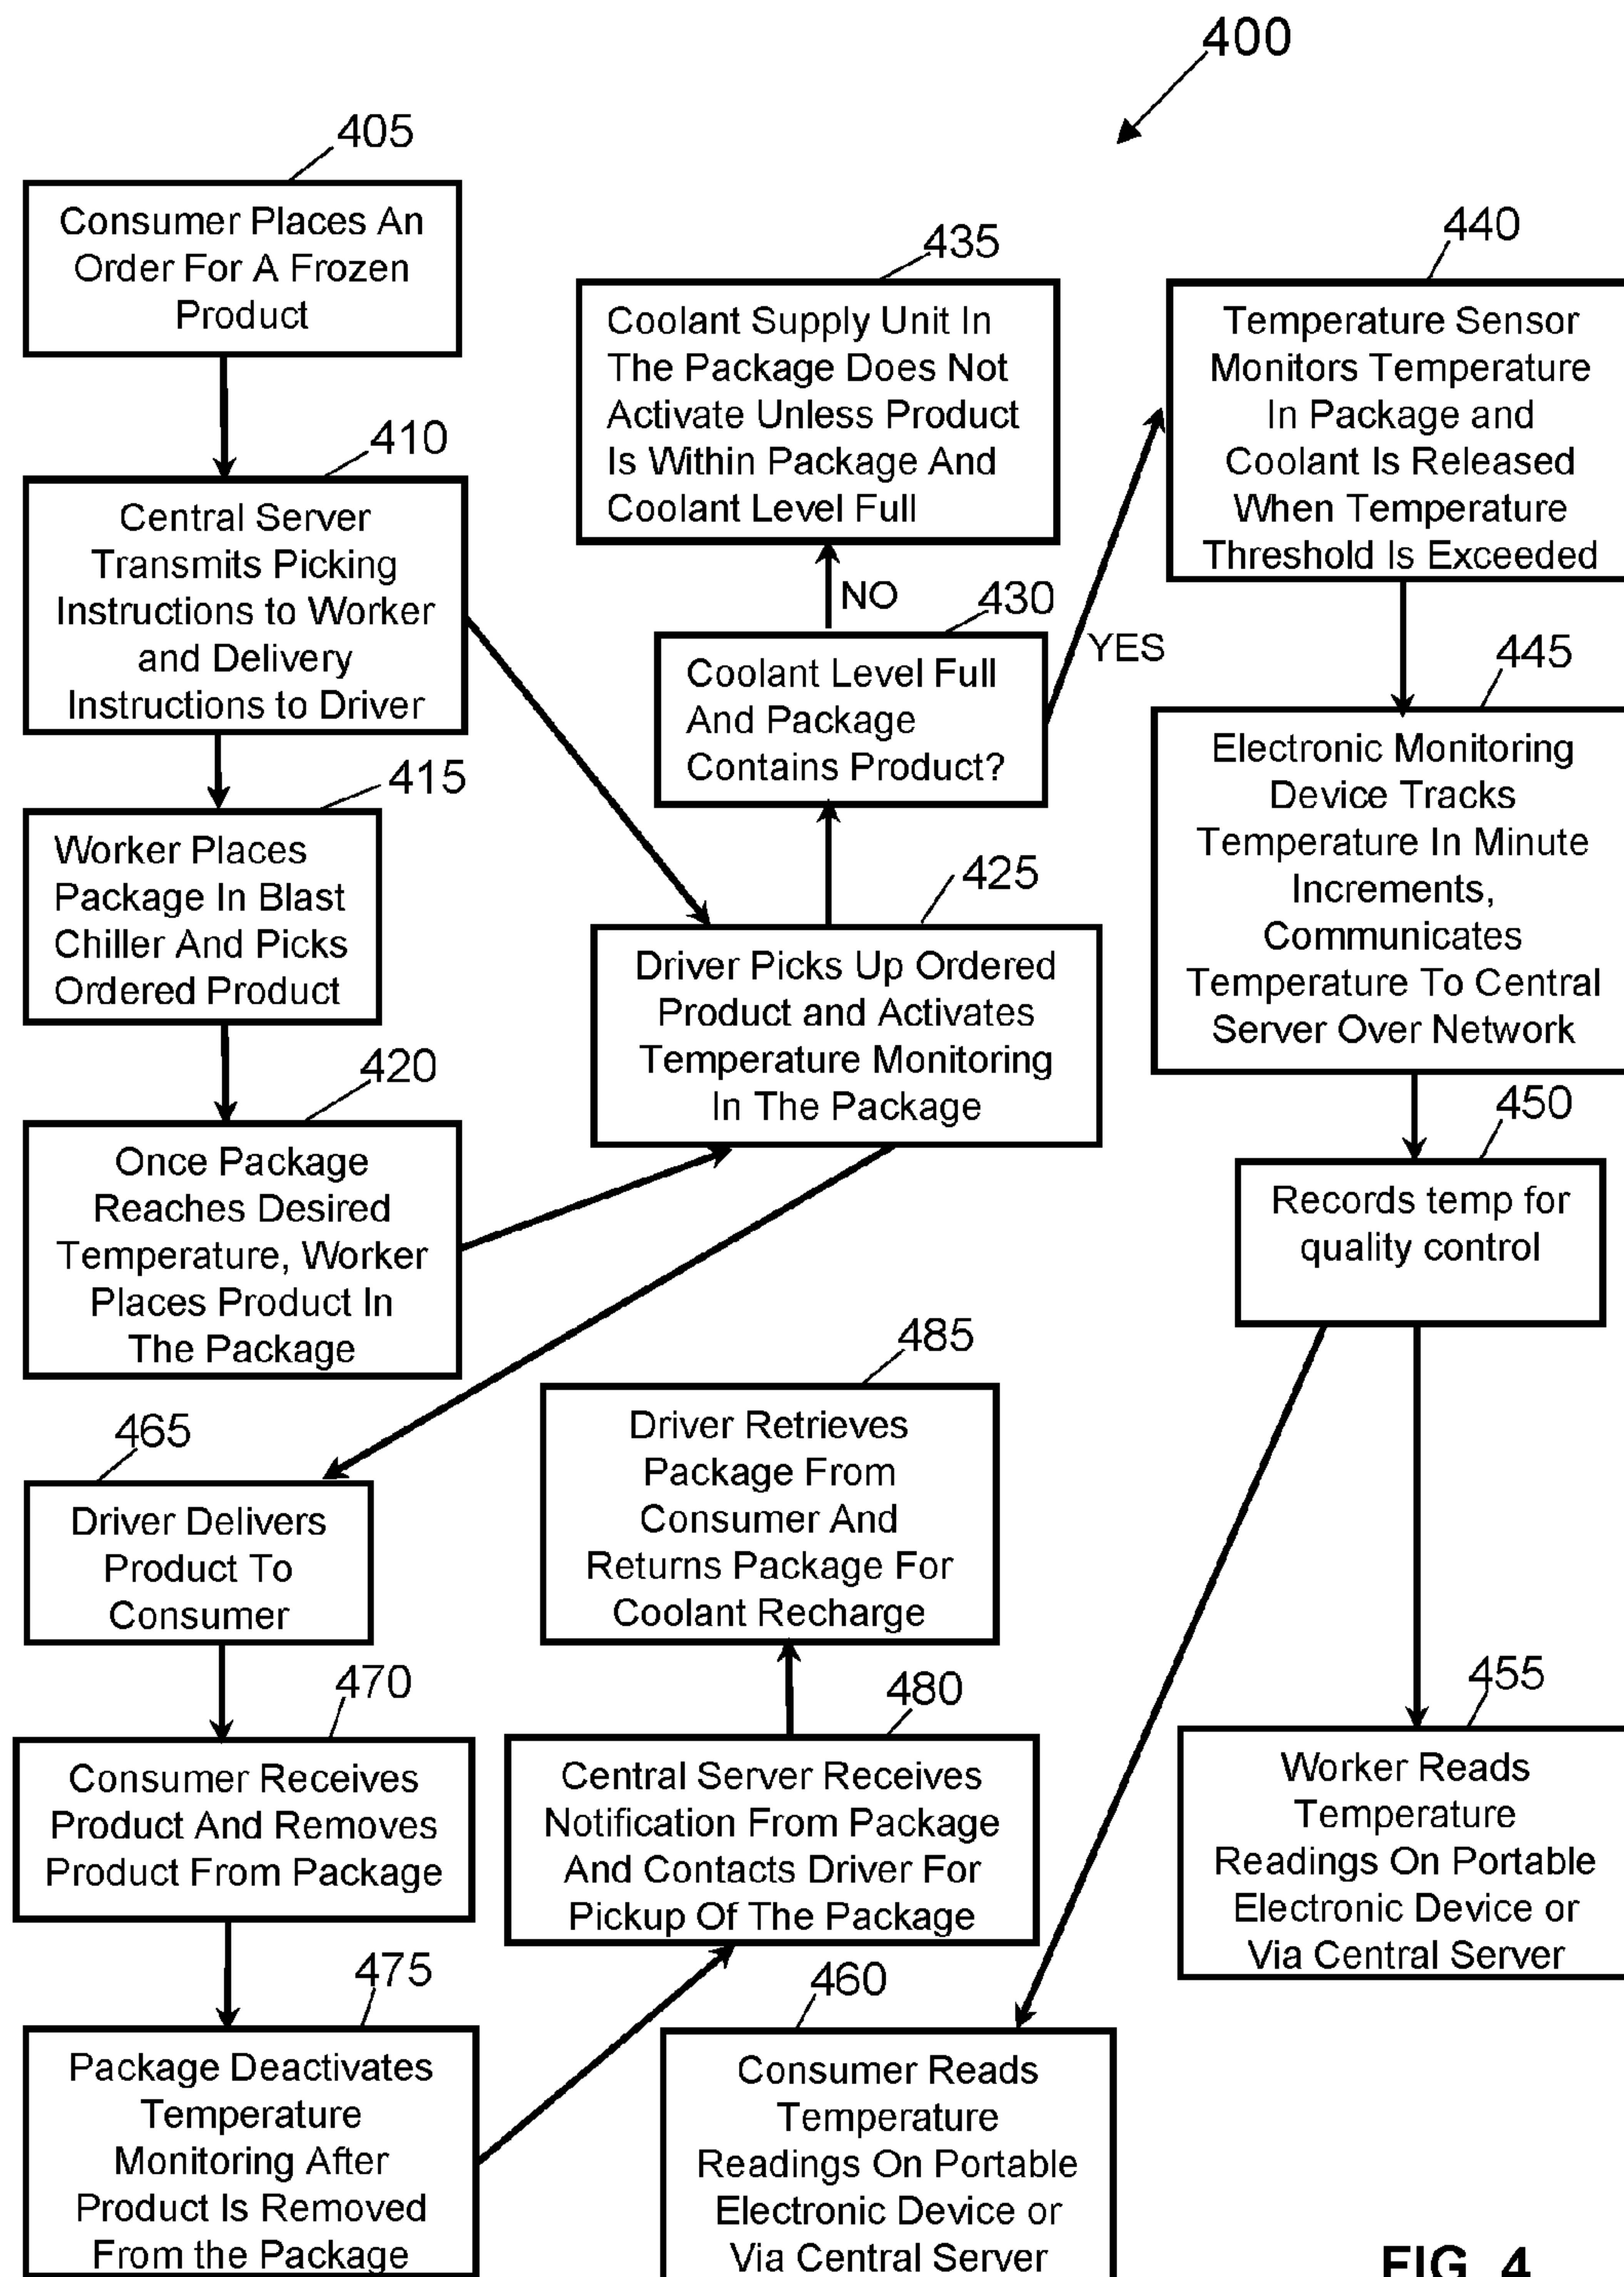 400
405
Consumer Places An
Order For A Frozen
Product
410
Central Server
Transmits Picking
Instructions to Worker
and Delivery
Instructions to Driver
415
Worker Places
Package In Blast
Chiller And Picks
Ordered Product
420
Once Package
Reaches Desired
Temperature, Worker
Places Product In
The Package
425
Driver Picks Up Ordered
Product and Activates
Temperature Monitoring
In The Package
430
Coolant Level Full
And Package
Contains Product?
NO
YES
435
Coolant Supply Unit In
The Package Does Not
Activate Unless Product
Is Within Package And
Coolant Level Full
440
Temperature Sensor
Monitors Temperature
In Package and
Coolant Is Released
When Temperature
Threshold Is Exceeded
445
Electronic Monitoring
Device Tracks
Temperature In Minute
Increments,
Communicates
Temperature To Central
Server Over Network
450
Records temp for
quality control
455
Worker Reads
Temperature
Readings On Portable
Electronic Device or
Via Central Server
460
Consumer Reads
Temperature
Readings On Portable
Electronic Device or
Via Central Server
465
Driver Delivers
Product To
Consumer
470
Consumer Receives
Product And Removes
Product From Package
475
Package Deactivates
Temperature
Monitoring After
Product Is Removed
From the Package
480
Central Server Receives
Notification From Package
And Contacts Driver For
Pickup Of The Package
485
Driver Retrieves
Package From
Consumer And
Returns Package For
Coolant Recharge
FIG. 4